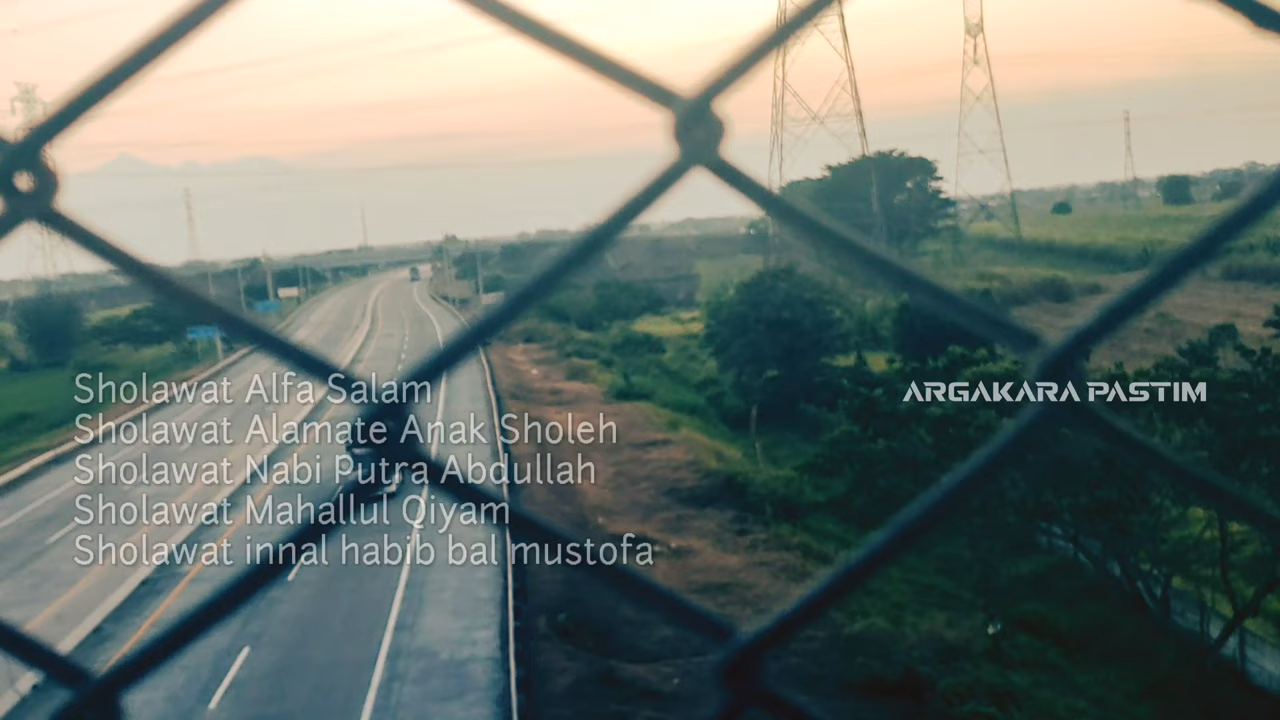 Sholawat Alfa Salam
Sholawat Alamate Anak Sholeh
Sholawat Nabi Putra Abdullah
Sholawat Mahallul Qiyam
Sholawat innal habib bal mustofa
ARGAKARA PASTIM